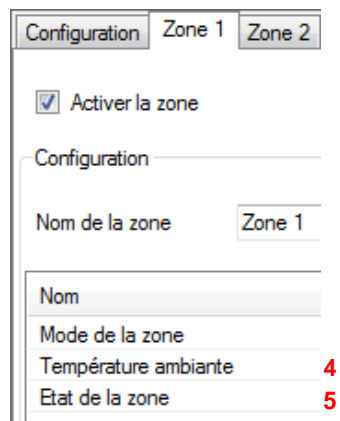 Configuration Zone 1 Zone 2
Activer la zone
Configuration
Nom de la zone Zone 1
Nom
Mode de la zone
Température ambiante 4
Etat de la zone 5